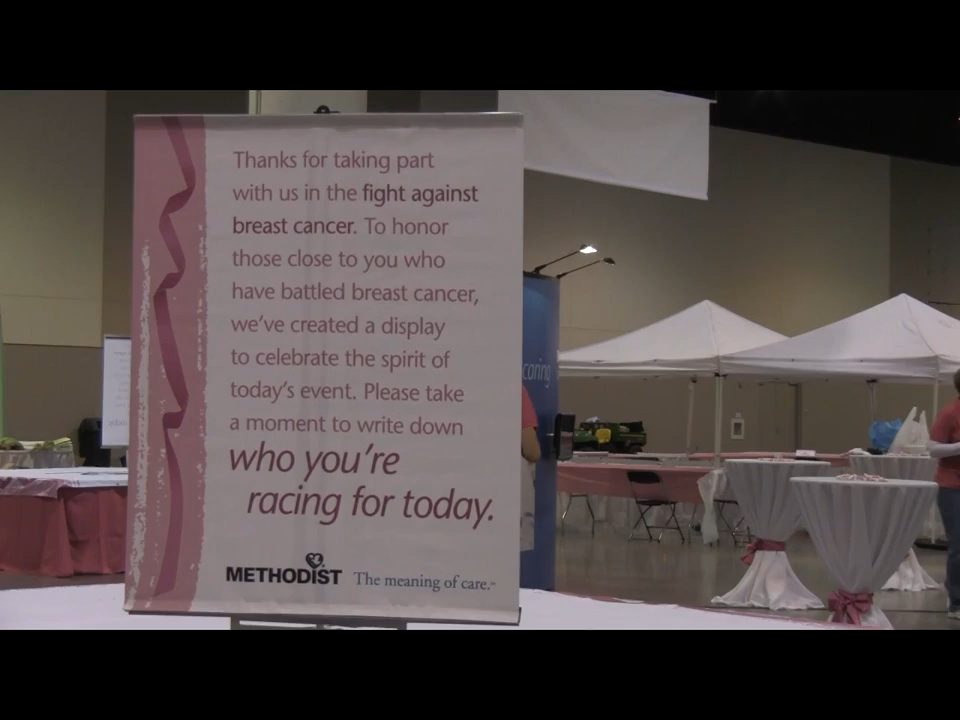 Thanks for taking part
with us in the fight against
breast cancer. To honor
those close to you who
have battled breast cancer,
we've created a display
to celebrate the spirit of
today's event. Please take
a moment to write down
who you're
racing for today.
METHODIST The meaning of care.℠
caring